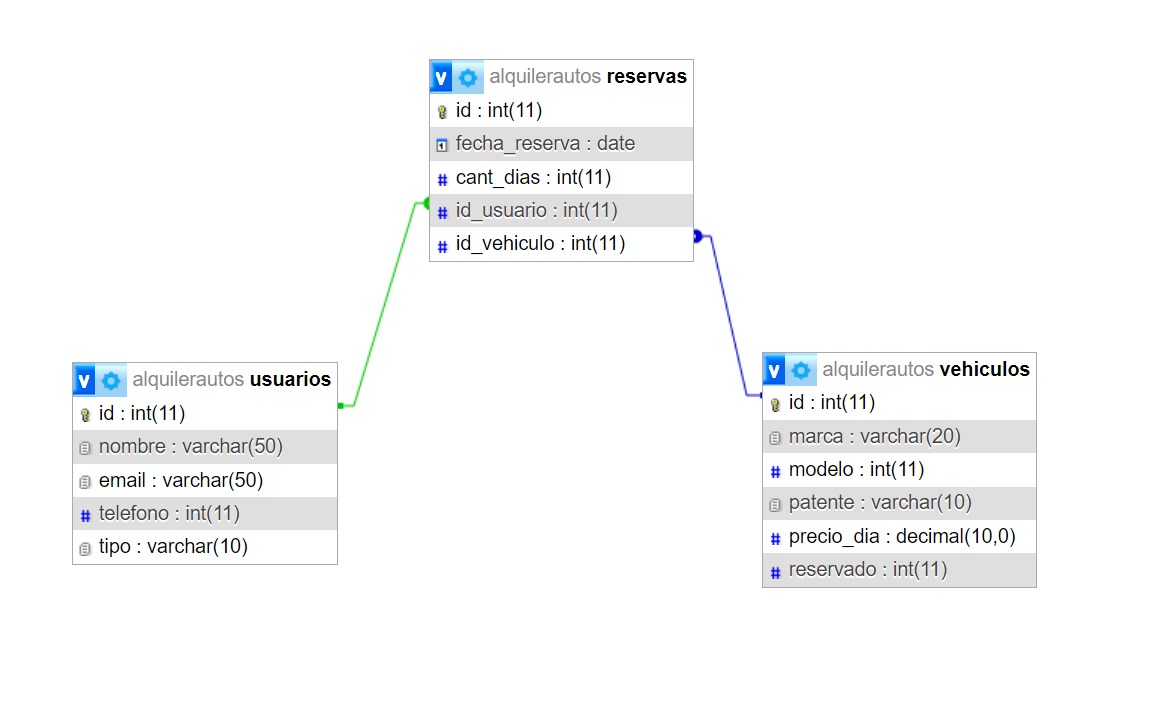 v alquilerautos reservas
id : int(11)
fecha_reserva : date
# cant_dias : int(11)
# id_usuario : int(11)
# id_vehiculo : int(11)
v alquilerautos usuarios
id : int(11)
nombre : varchar(50)
email : varchar(50)
# telefono : int(11)
tipo : varchar(10)
v alquilerautos vehiculos
id : int(11)
marca : varchar(20)
# modelo : int(11)
patente : varchar(10)
# precio_dia : decimal(10,0)
# reservado : int(11)